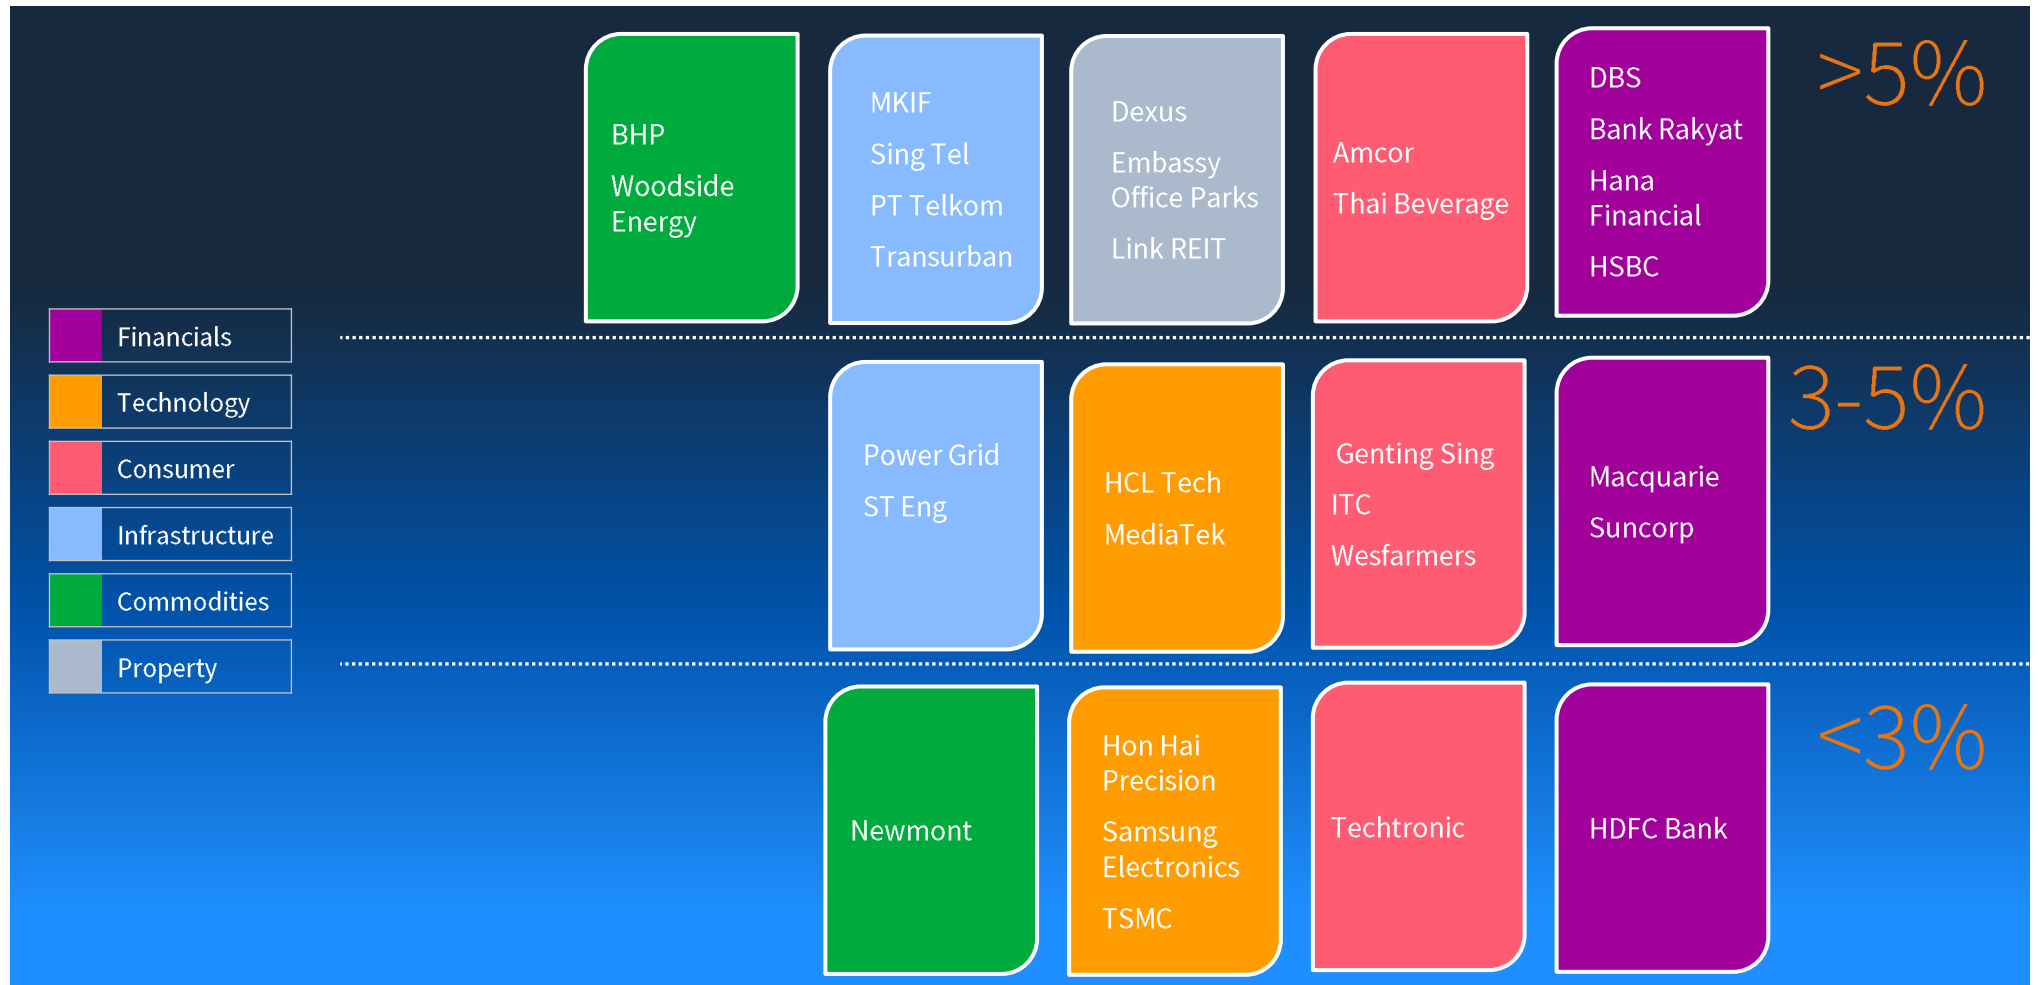 >5%
BHP
Woodside
Energy
MKIF
Sing Tel
PT Telkom
Transurban
Dexus
Embassy
Office Parks
Link REIT
Amcor
Thai Beverage
DBS
Bank Rakyat
Hana
Financial
HSBC
Financials
Technology
Consumer
Infrastructure
Commodities
Property
3-5%
Power Grid
ST Eng
HCL Tech
MediaTek
Genting Sing
ITC
Wesfarmers
Macquarie
Suncorp
<3%
Newmont
Hon Hai
Precision
Samsung
Electronics
TSMC
Techtronic
HDFC Bank